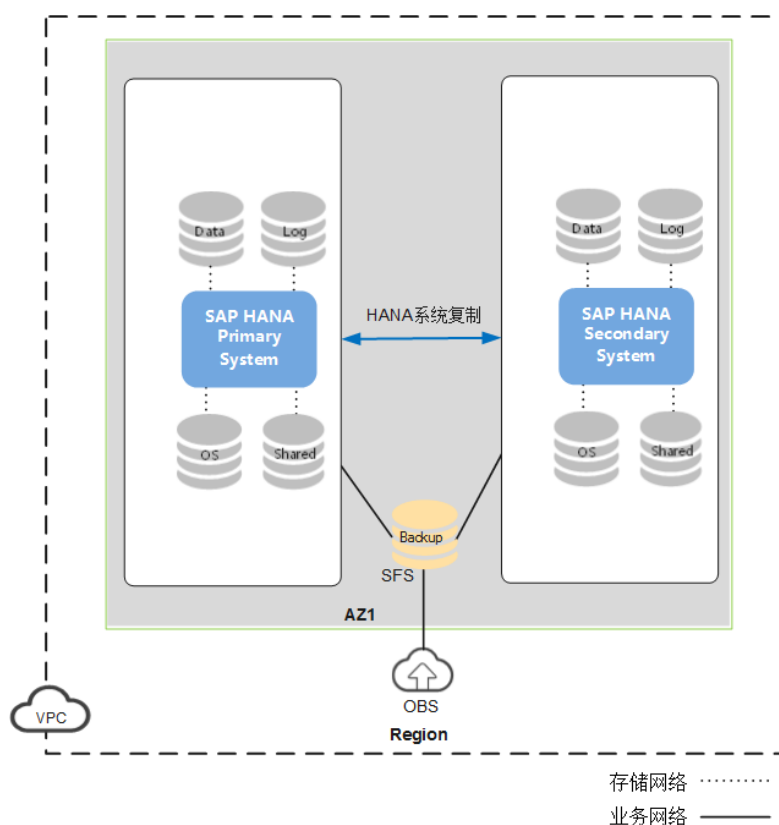 Data
Log
SAP HANA
Primary
System
OS
Shared
HANA系统复制
Data
Log
SAP HANA
Secondary
System
OS
Shared
Backup
SFS
AZ1
OBS
VPC
Region
存储网络
业务网络